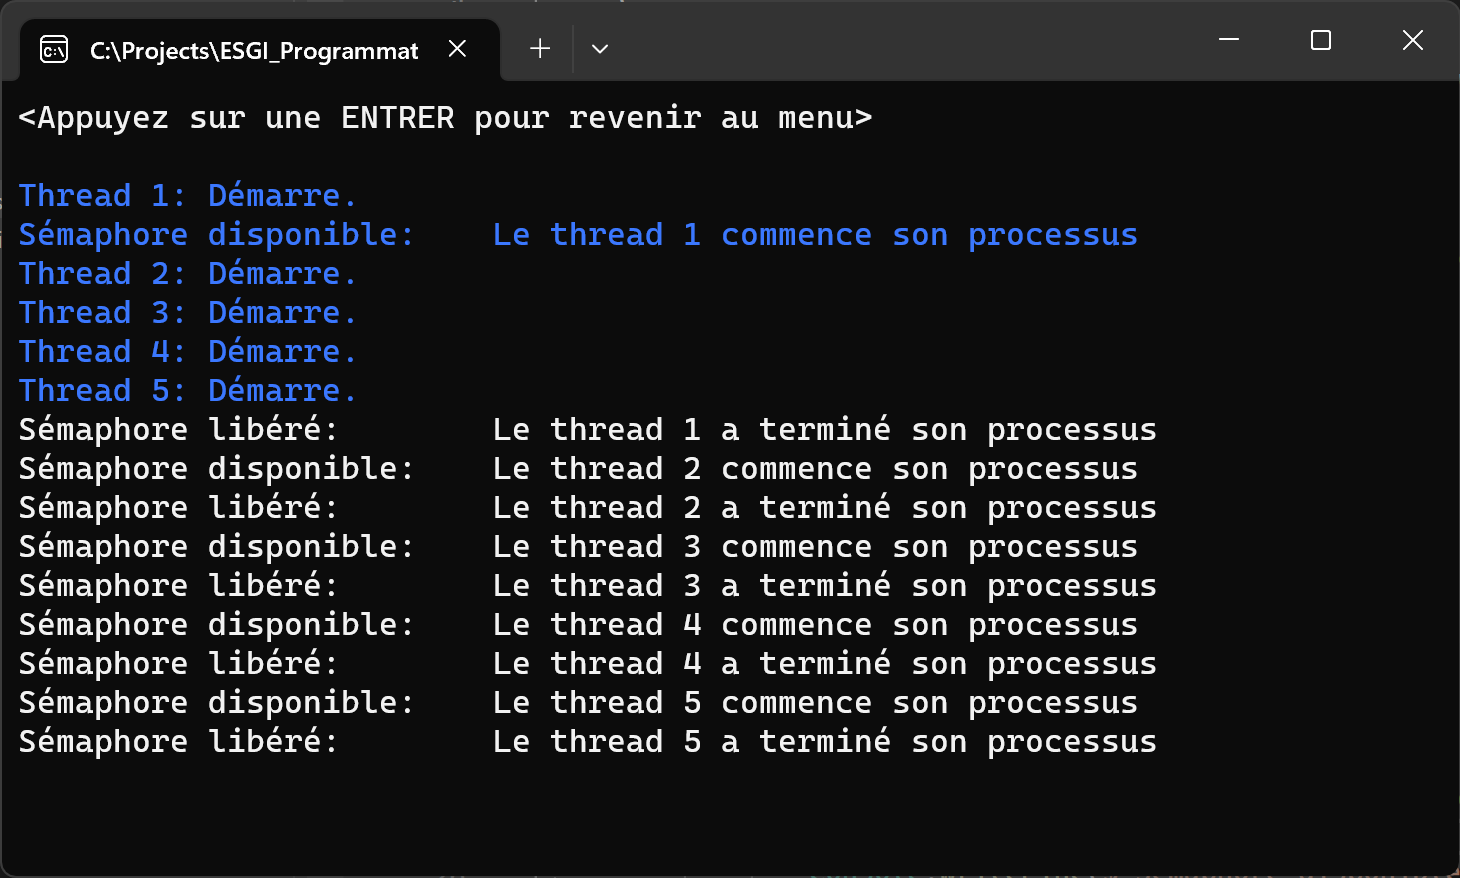 C:\Projects\ESGI_Programmat
<Appuyez sur une ENTRER pour revenir au menu>
Thread 1: Démarre.
Sémaphore disponible: Le thread 1 commence son processus
Thread 2: Démarre.
Thread 3: Démarre.
Thread 4: Démarre.
Thread 5: Démarre.
Sémaphore libéré: Le thread 1 a terminé son processus
Sémaphore disponible: Le thread 2 commence son processus
Sémaphore libéré: Le thread 2 a terminé son processus
Sémaphore disponible: Le thread 3 commence son processus
Sémaphore libéré: Le thread 3 a terminé son processus
Sémaphore disponible: Le thread 4 commence son processus
Sémaphore libéré: Le thread 4 a terminé son processus
Sémaphore disponible: Le thread 5 commence son processus
Sémaphore libéré: Le thread 5 a terminé son processus